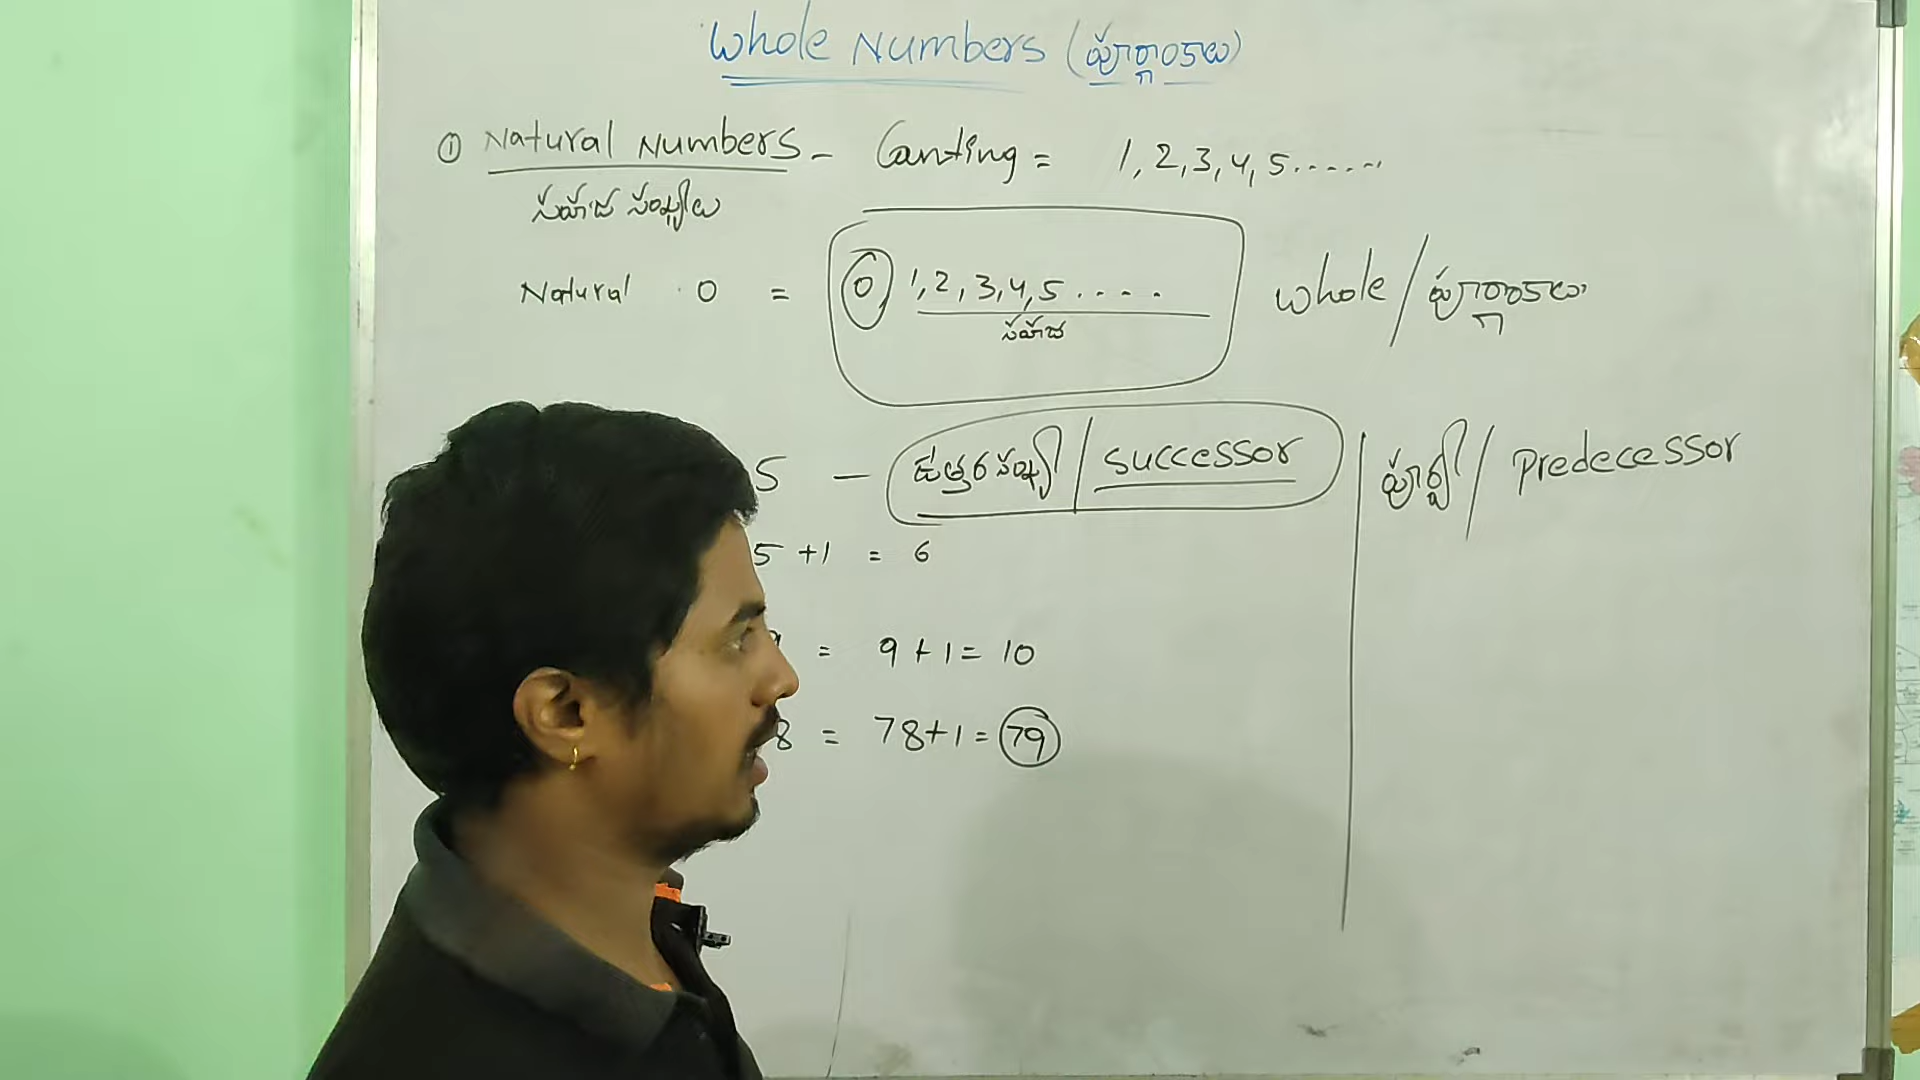 Whole Numbers (పూర్ణాంకాలు)
① Natural Numbers - Canting = 1, 2, 3, 4, 5......
సహజ సంఖ్యలు
Natural 0 = 0, 1, 2, 3, 4, 5.... Whole / పూర్ణాంకాలు
సహజ
5 - ఉత్తర సంఖ్య / successor | పూర్వ / Predecessor
5 +1 = 6
= 9 + 1 = 10
8 = 78+1 = 79